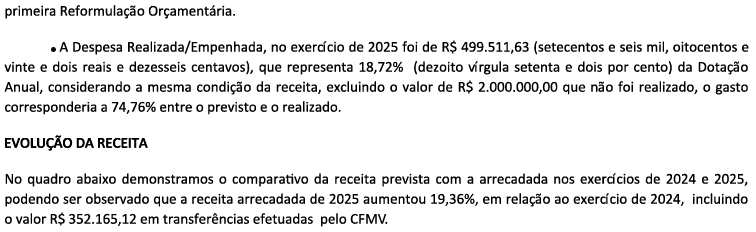 primeira Reformulação Orçamentária.
• A Despesa Realizada/Empenhada, no exercício de 2025 foi de R$ 499.511,63 (setecentos e seis mil, oitocentos e
vinte e dois reais e dezesseis centavos), que representa 18,72% (dezoito vírgula setenta e dois por cento) da Dotação
Anual, considerando a mesma condição da receita, excluindo o valor de R$ 2.000.000,00 que não foi realizado, o gasto
corresponderia a 74,76% entre o previsto e o realizado.
EVOLUÇÃO DA RECEITA
No quadro abaixo demonstramos o comparativo da receita prevista com a arrecadada nos exercícios de 2024 e 2025,
podendo ser observado que a receita arrecadada de 2025 aumentou 19,36%, em relação ao exercício de 2024, incluindo
o valor R$ 352.165,12 em transferências efetuadas pelo CFMV.